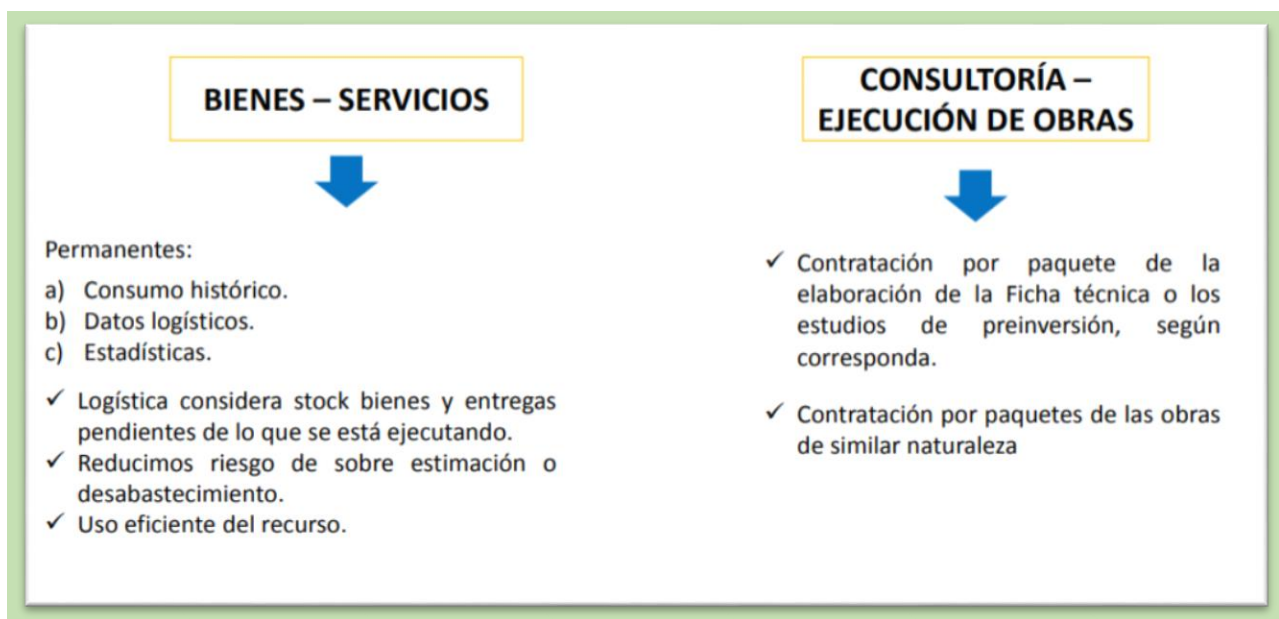 BIENES – SERVICIOS
Permanentes:
a) Consumo histórico.
b) Datos logísticos.
c) Estadísticas.
✓ Logística considera stock bienes y entregas
pendientes de lo que se está ejecutando.
✓ Reducimos riesgo de sobre estimación o
desabastecimiento.
✓ Uso eficiente del recurso.
CONSULTORÍA –
EJECUCIÓN DE OBRAS
✓ Contratación por paquete de la
elaboración de la Ficha técnica o los
estudios de preinversión, según
corresponda.
✓ Contratación por paquetes de las obras
de similar naturaleza